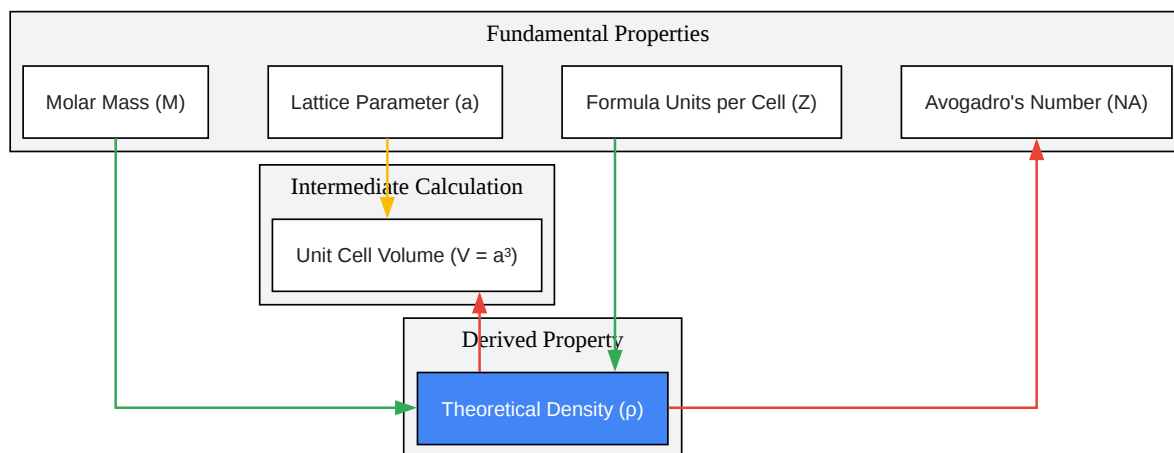 Fundamental Properties
Molar Mass (M)
Lattice Parameter (a)
Formula Units per Cell (Z)
Avogadro's Number (NA)
Intermediate Calculation
Unit Cell Volume (V = a³)
Derived Property
Theoretical Density (ρ)